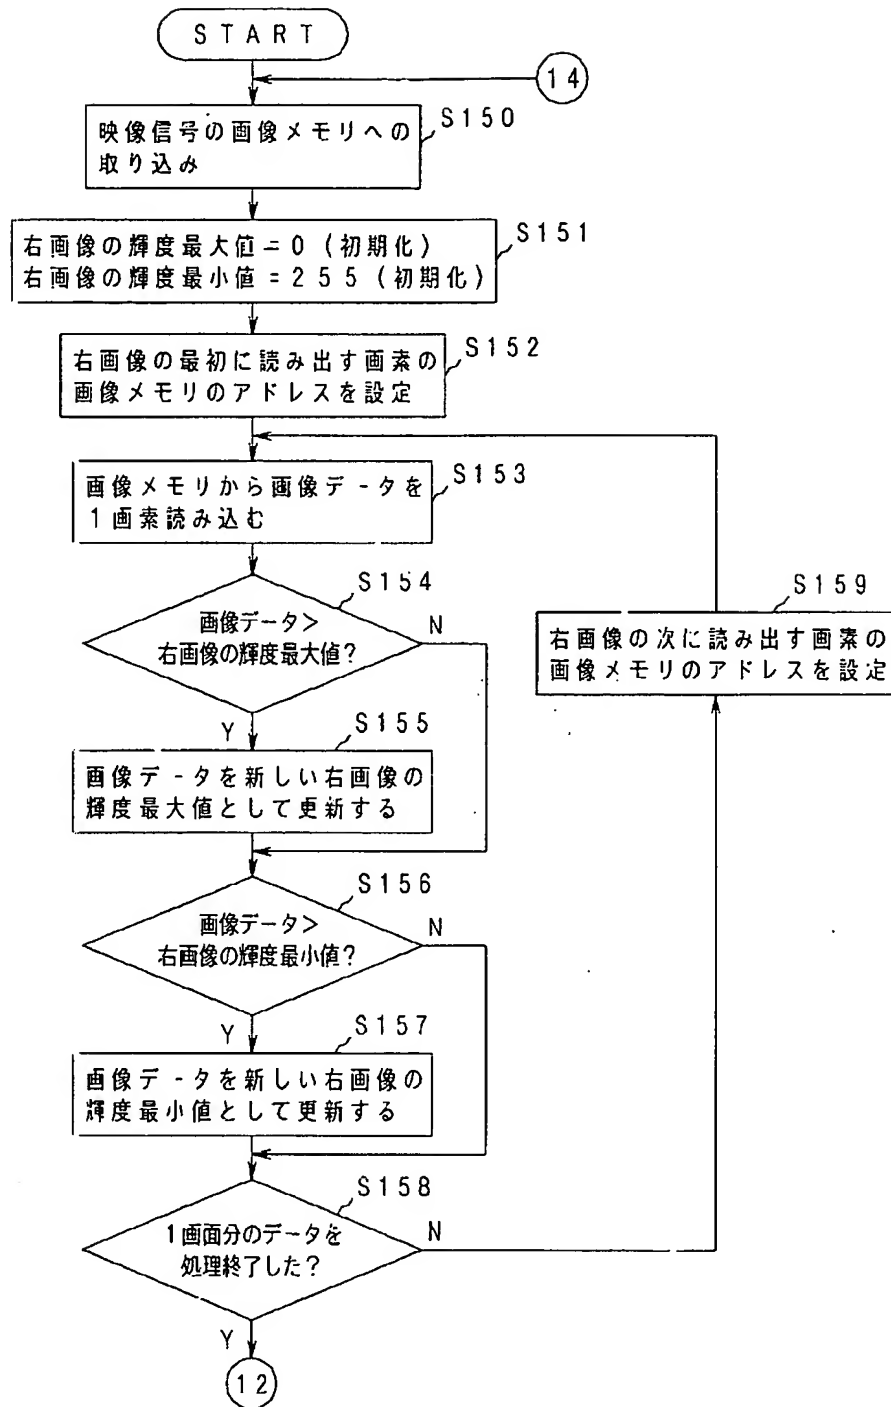 START
14
S150
映像信号の画像メモリへの
取り込み
S151
右画像の輝度最大値=0(初期化)
右画像の輝度最小値=255(初期化)
S152
右画像の最初に読み出す画素の
画像メモリのアドレスを設定
S153
画像メモリから画像データを
1画素読み込む
S154
画像データ>
右画像の輝度最大値?
N
Y
S159
右画像の次に読み出す画素の
画像メモリのアドレスを設定
S155
画像データを新しい右画像の
輝度最大値として更新する
S156
画像データ>
右画像の輝度最小値?
N
Y
S157
画像データを新しい右画像の
輝度最小値として更新する
S158
1画面分のデータを
処理終了した?
N
Y
12